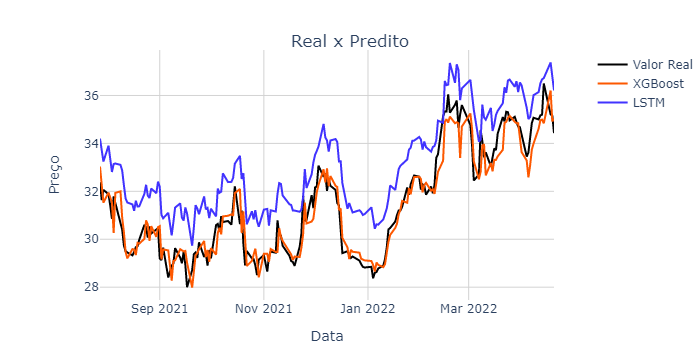 Real x Predito
Valor Real
XGBoost
LSTM
Preço
36
34
32
30
28
Sep 2021
Nov 2021
Jan 2022
Mar 2022
Data